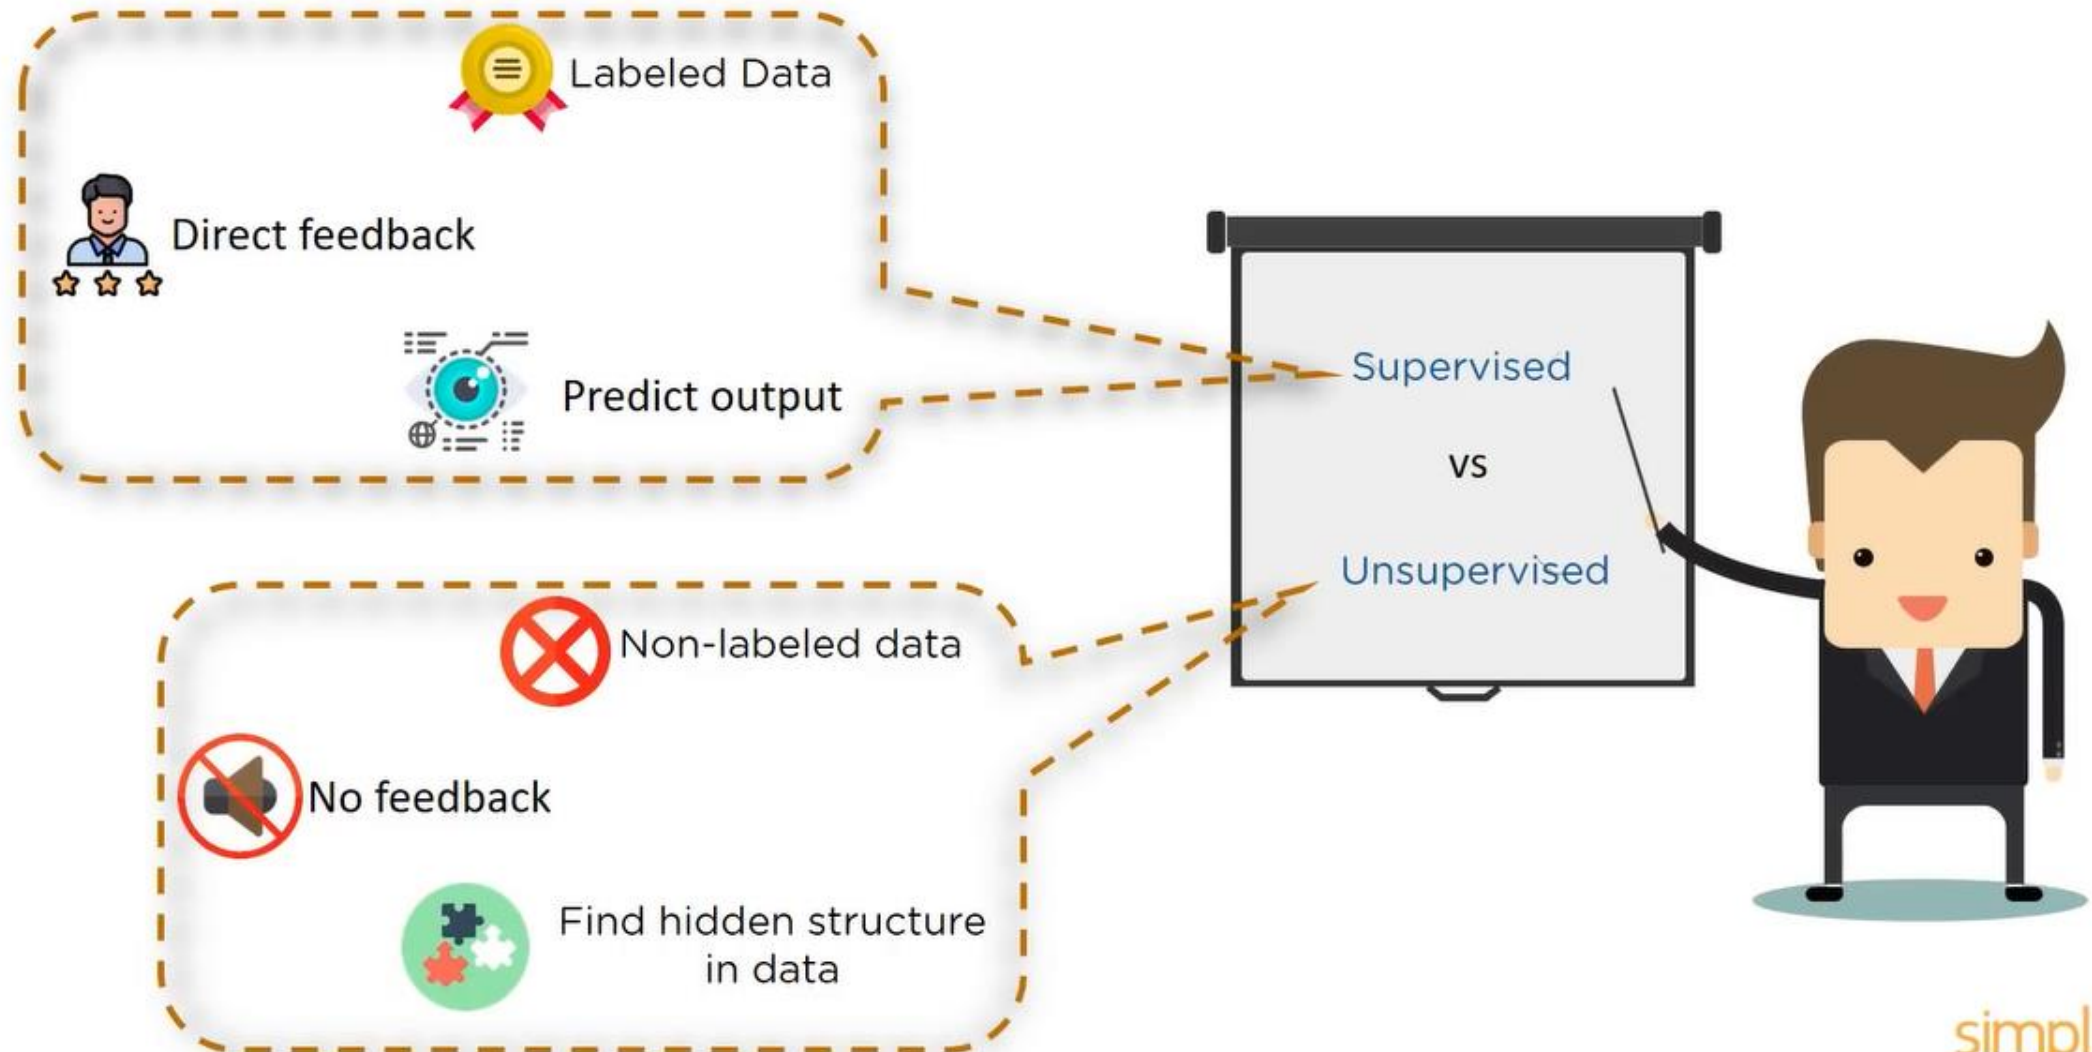 Labeled Data
Direct feedback
Predict output
Supervised
vs
Unsupervised
Non-labeled data
No feedback
Find hidden structure
in data
simpl